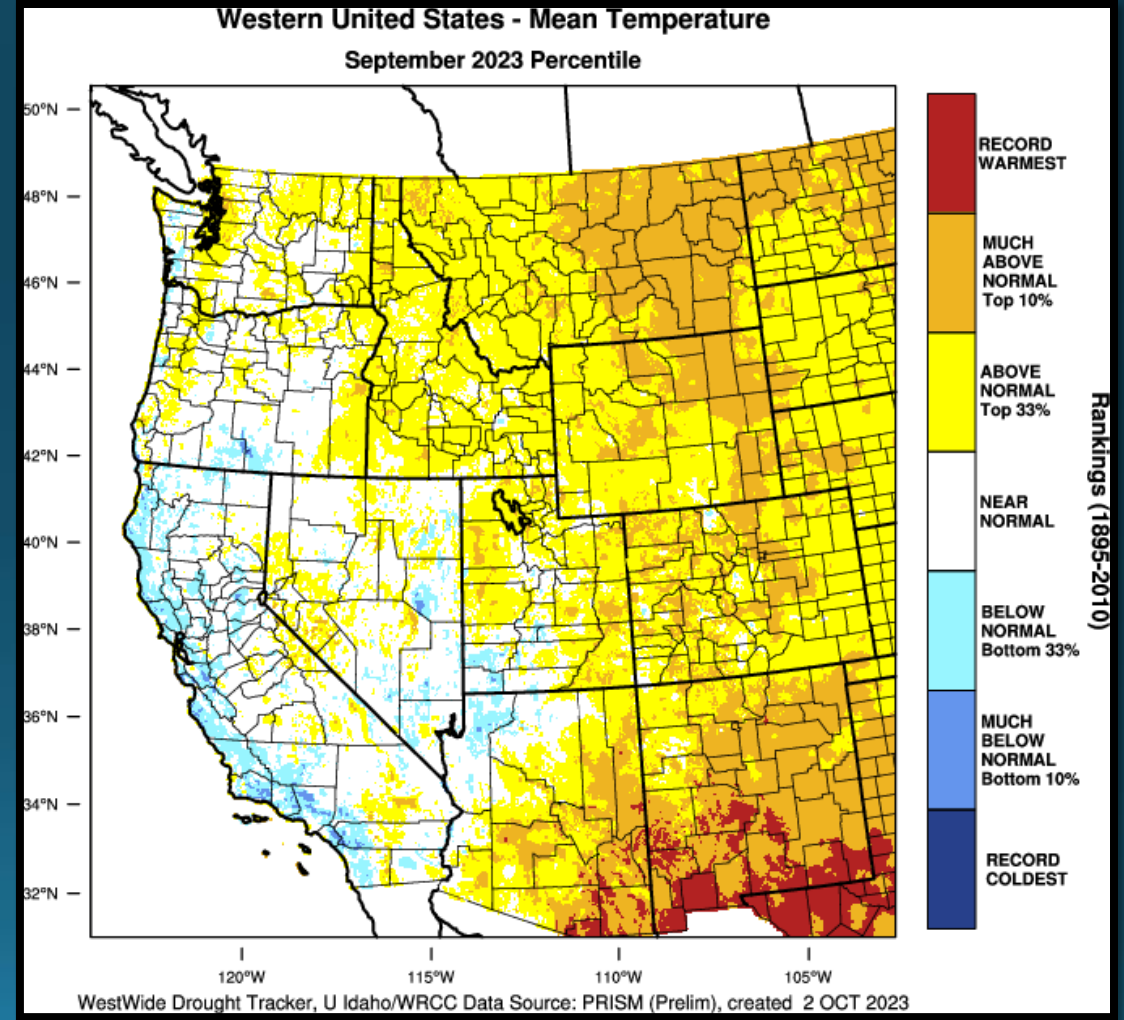 Western United States - Mean Temperature
September 2023 Percentile
50°N
48°N
46°N
44°N
42°N
40°N
38°N
36°N
34°N
32°N
120°W
115°W
110°W
105°W
RECORD
WARMEST
MUCH
ABOVE
NORMAL
Top 10%
ABOVE
NORMAL
Top 33%
NEAR
NORMAL
BELOW
NORMAL
Bottom 33%
MUCH
BELOW
NORMAL
Bottom 10%
RECORD
COLDEST
Rankings (1895-2010)
WestWide Drought Tracker, U Idaho/WRCC Data Source: PRISM (Prelim), created 2 OCT 2023